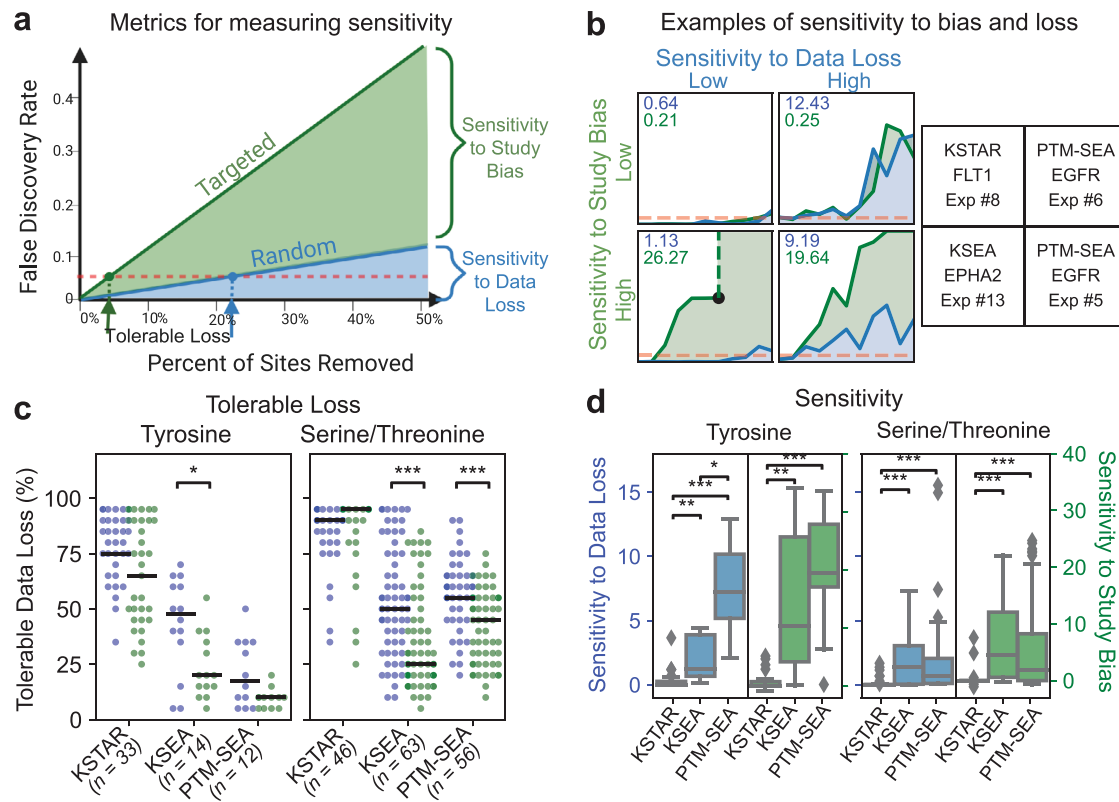 a
Metrics for measuring sensitivity
False Discovery Rate
0.4
0.3
0.2
0.1
0
Targeted
Random
Sensitivity
to Study
Bias
Sensitivity
to Data
Loss
0%
10%
20%
30%
40%
50%
Tolerable Loss
Percent of Sites Removed
b
Examples of sensitivity to bias and loss
Sensitivity to Data Loss
Low High
Sensitivity to Study Bias
Low
High
0.64
0.21
12.43
0.25
1.13
26.27
9.19
19.64
KSTAR
FLT1
Exp #8
PTM-SEA
EGFR
Exp #6
KSEA
EPHA2
Exp #13
PTM-SEA
EGFR
Exp #5
c
Tolerable Loss
Tyrosine
Serine/Threonine
Tolerable Data Loss (%)
100
75
50
25
0
*
***
***
KSTAR
(n = 33)
KSEA
(n = 14)
PTM-SEA
(n = 12)
KSTAR
(n = 46)
KSEA
(n = 63)
PTM-SEA
(n = 56)
d
Sensitivity
Tyrosine
Serine/Threonine
Sensitivity to Data Loss
15
10
5
0
*
***
**
***
**
***
***
***
***
40
30
20
10
0
Sensitivity to Study
Bias
KSTAR
KSEA
PTM-SEA
KSTAR
KSEA
PTM-SEA
KSTAR
KSEA
PTM-SEA
KSTAR
KSEA
PTM-SEA